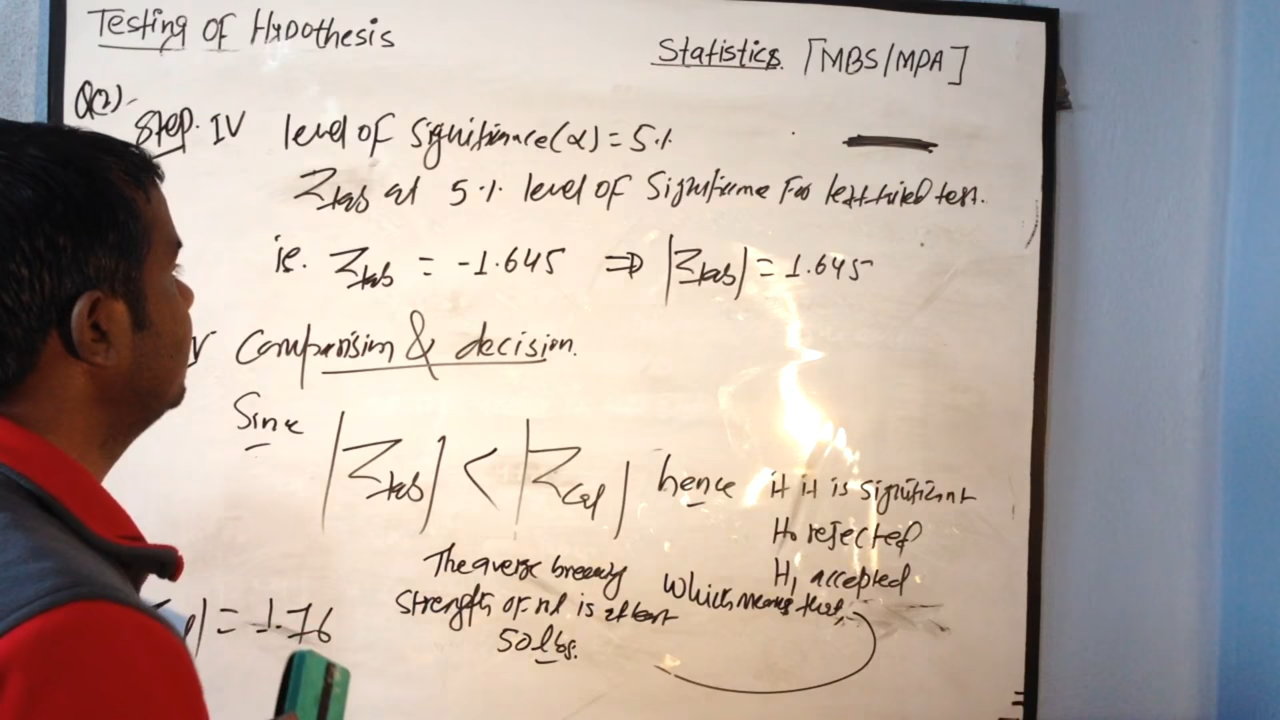 Testing of Hypothesis
Statistics [MBS/MPA]
Q(2)
Step. IV level of significance(α) = 5%
Ztab at 5% level of significance for left tailed test.
ie. Ztab = -1.645 ⇒ |Ztab| = 1.645
V Comparision & decision.
Since
|Ztab| < |Zcal| hence it is significant
H0 rejected
H1 accepted
which means that
The average breaking
strength of is at least
50 lbs.
| = 1.76